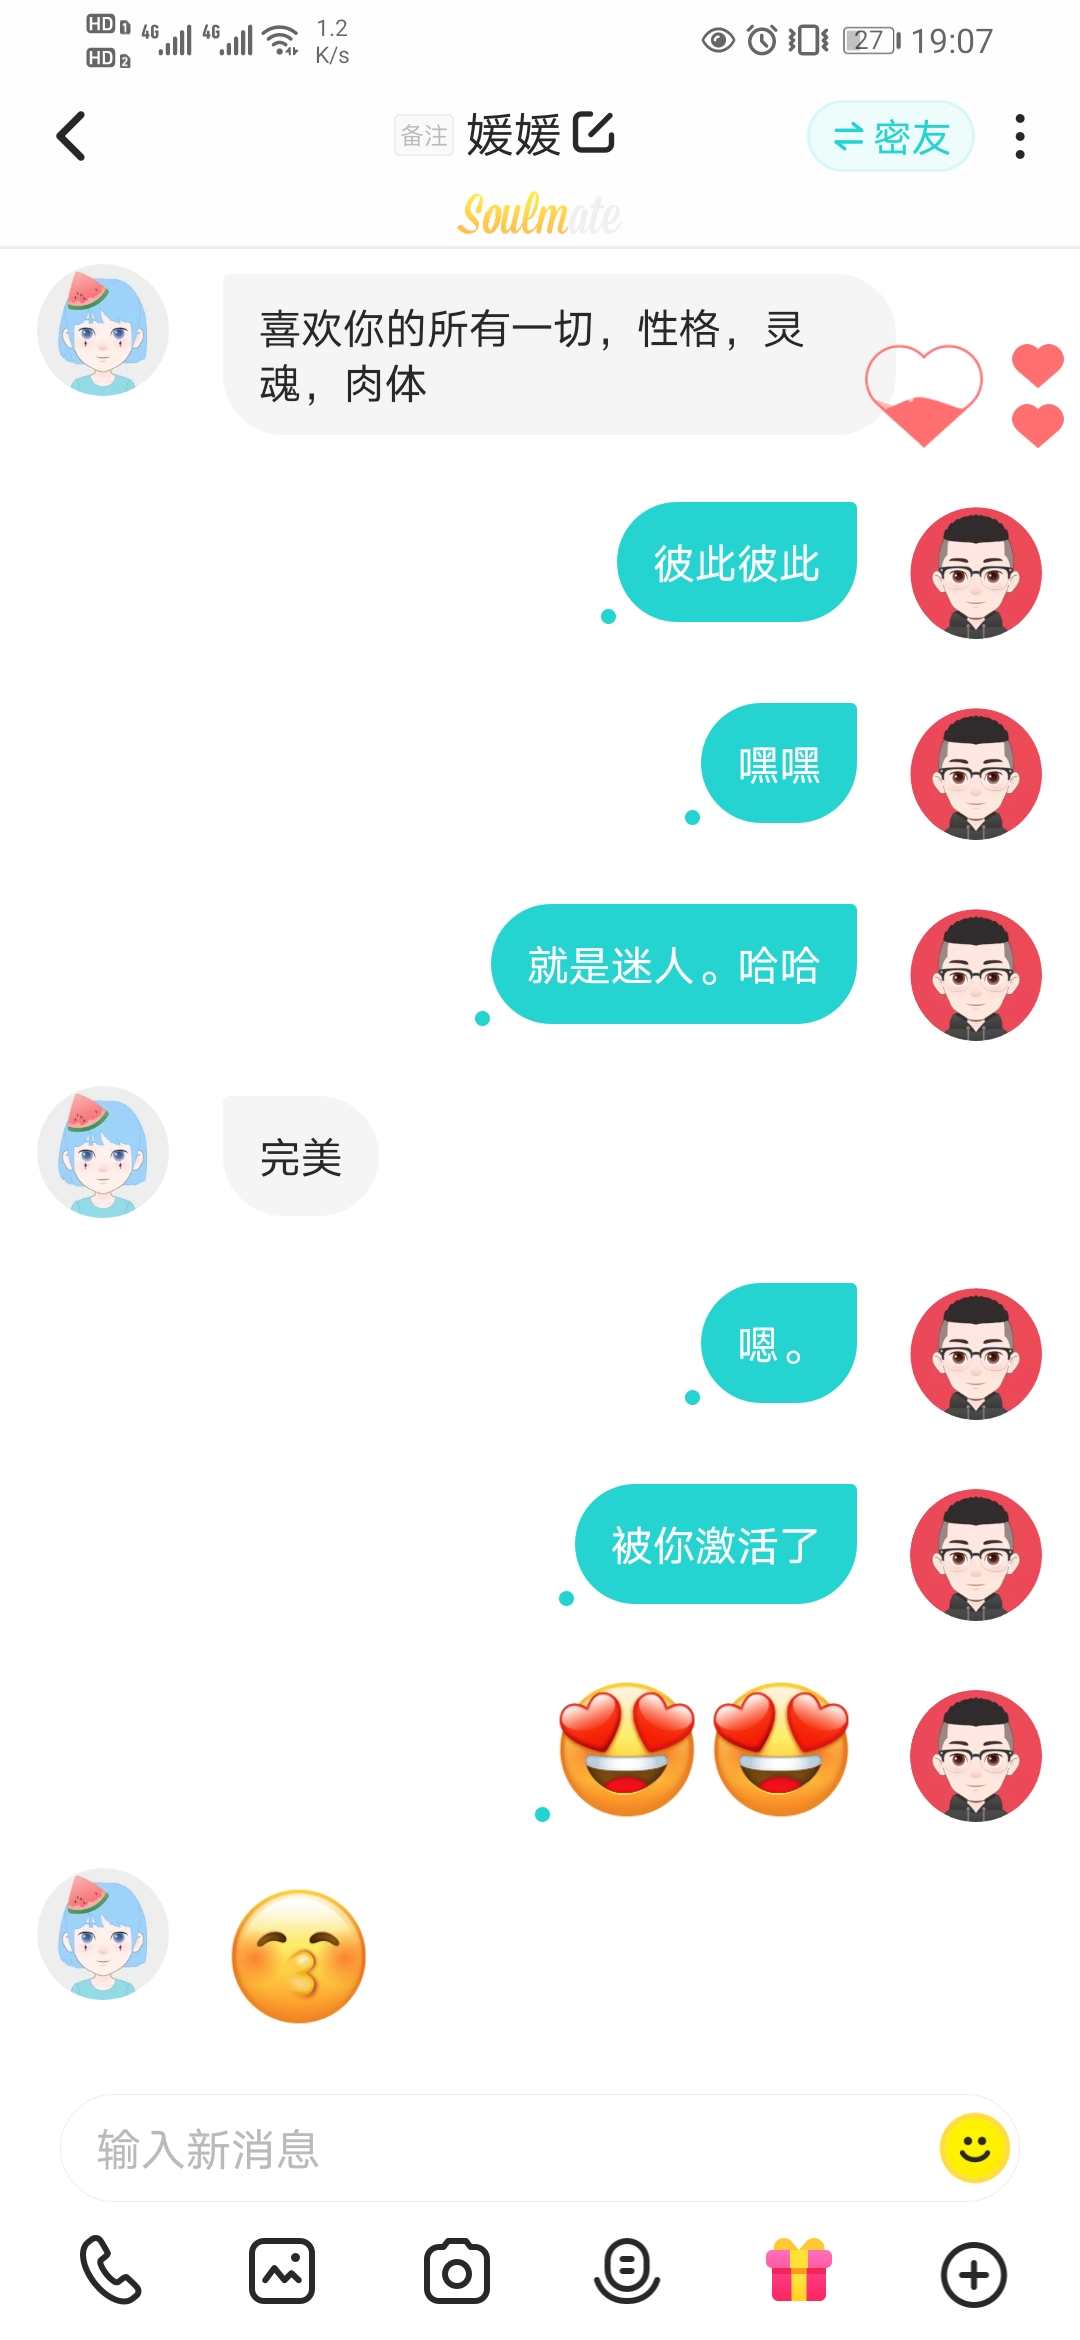 HD 1 4G 4G 1.2
HD 2 K/s
27 19:07
备注 媛媛 密友
Soulmate
喜欢你的所有一切，性格，灵
魂，肉体
彼此彼此
嘿嘿
就是迷人。哈哈
完美
嗯。
被你激活了
输入新消息